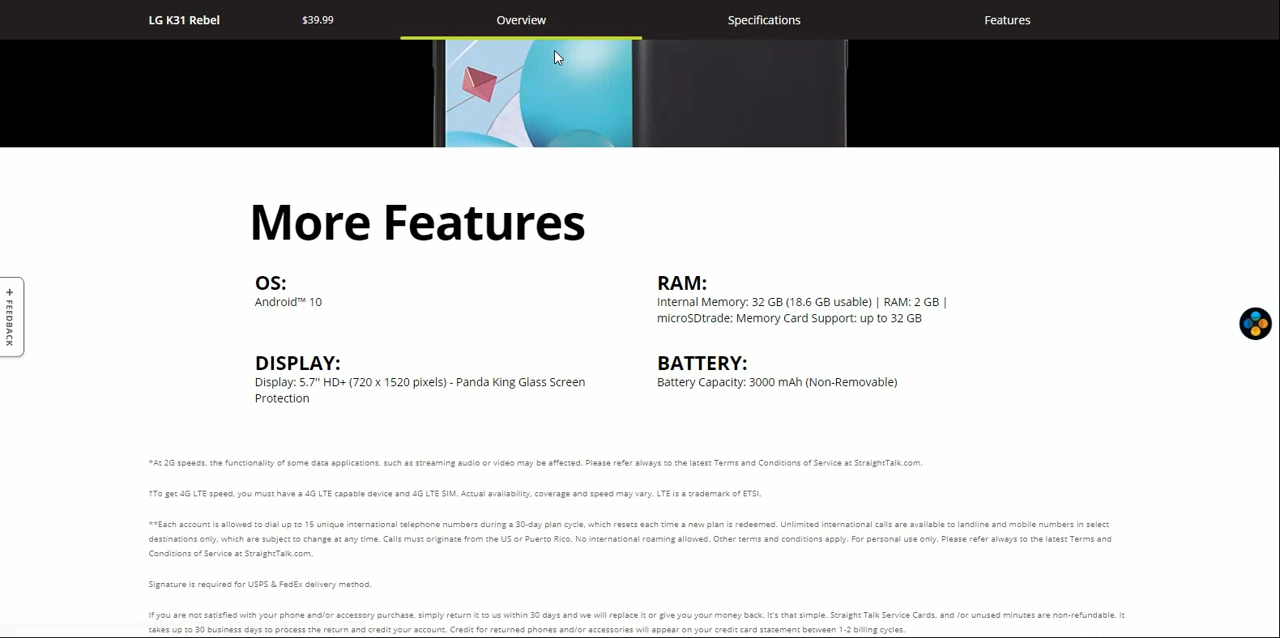 LG K31 Rebel $39.99 Overview Specifications Features
More Features
OS:
Android™ 10
RAM:
Internal Memory: 32 GB (18.6 GB usable) | RAM: 2 GB |
microSDtrade; Memory Card Support: up to 32 GB
DISPLAY:
Display: 5.7" HD+ (720 x 1520 pixels) - Panda King Glass Screen
Protection
BATTERY:
Battery Capacity: 3000 mAh (Non-Removable)
+ FEEDBACK
*At 2G speeds, the functionality of some data applications, such as streaming audio or video may be affected. Please refer always to the latest Terms and Conditions of Service at StraightTalk.com.
†To get 4G LTE speed, you must have a 4G LTE capable device and 4G LTE SIM. Actual availability, coverage and speed may vary. LTE is a trademark of ETSI.
**Each account is allowed to dial up to 15 unique international telephone numbers during a 30-day plan cycle, which resets each time a new plan is redeemed. Unlimited international calls are available to landline and mobile numbers in select
destinations only, which are subject to change at any time. Calls must originate from the US or Puerto Rico. No international roaming allowed. Other terms and conditions apply. For personal use only. Please refer always to the latest Terms and
Conditions of Service at StraightTalk.com.
Signature is required for USPS & FedEx delivery method.
If you are not satisfied with your phone and/or accessory purchase, simply return it to us within 30 days and we will replace it or give you your money back. It's that simple. Straight Talk Service Cards, and /or unused minutes are non-refundable. It
takes up to 30 business days to process the return and credit your account. Credit for returned phones and/or accessories will appear on your credit card statement between 1-2 billing cycles.